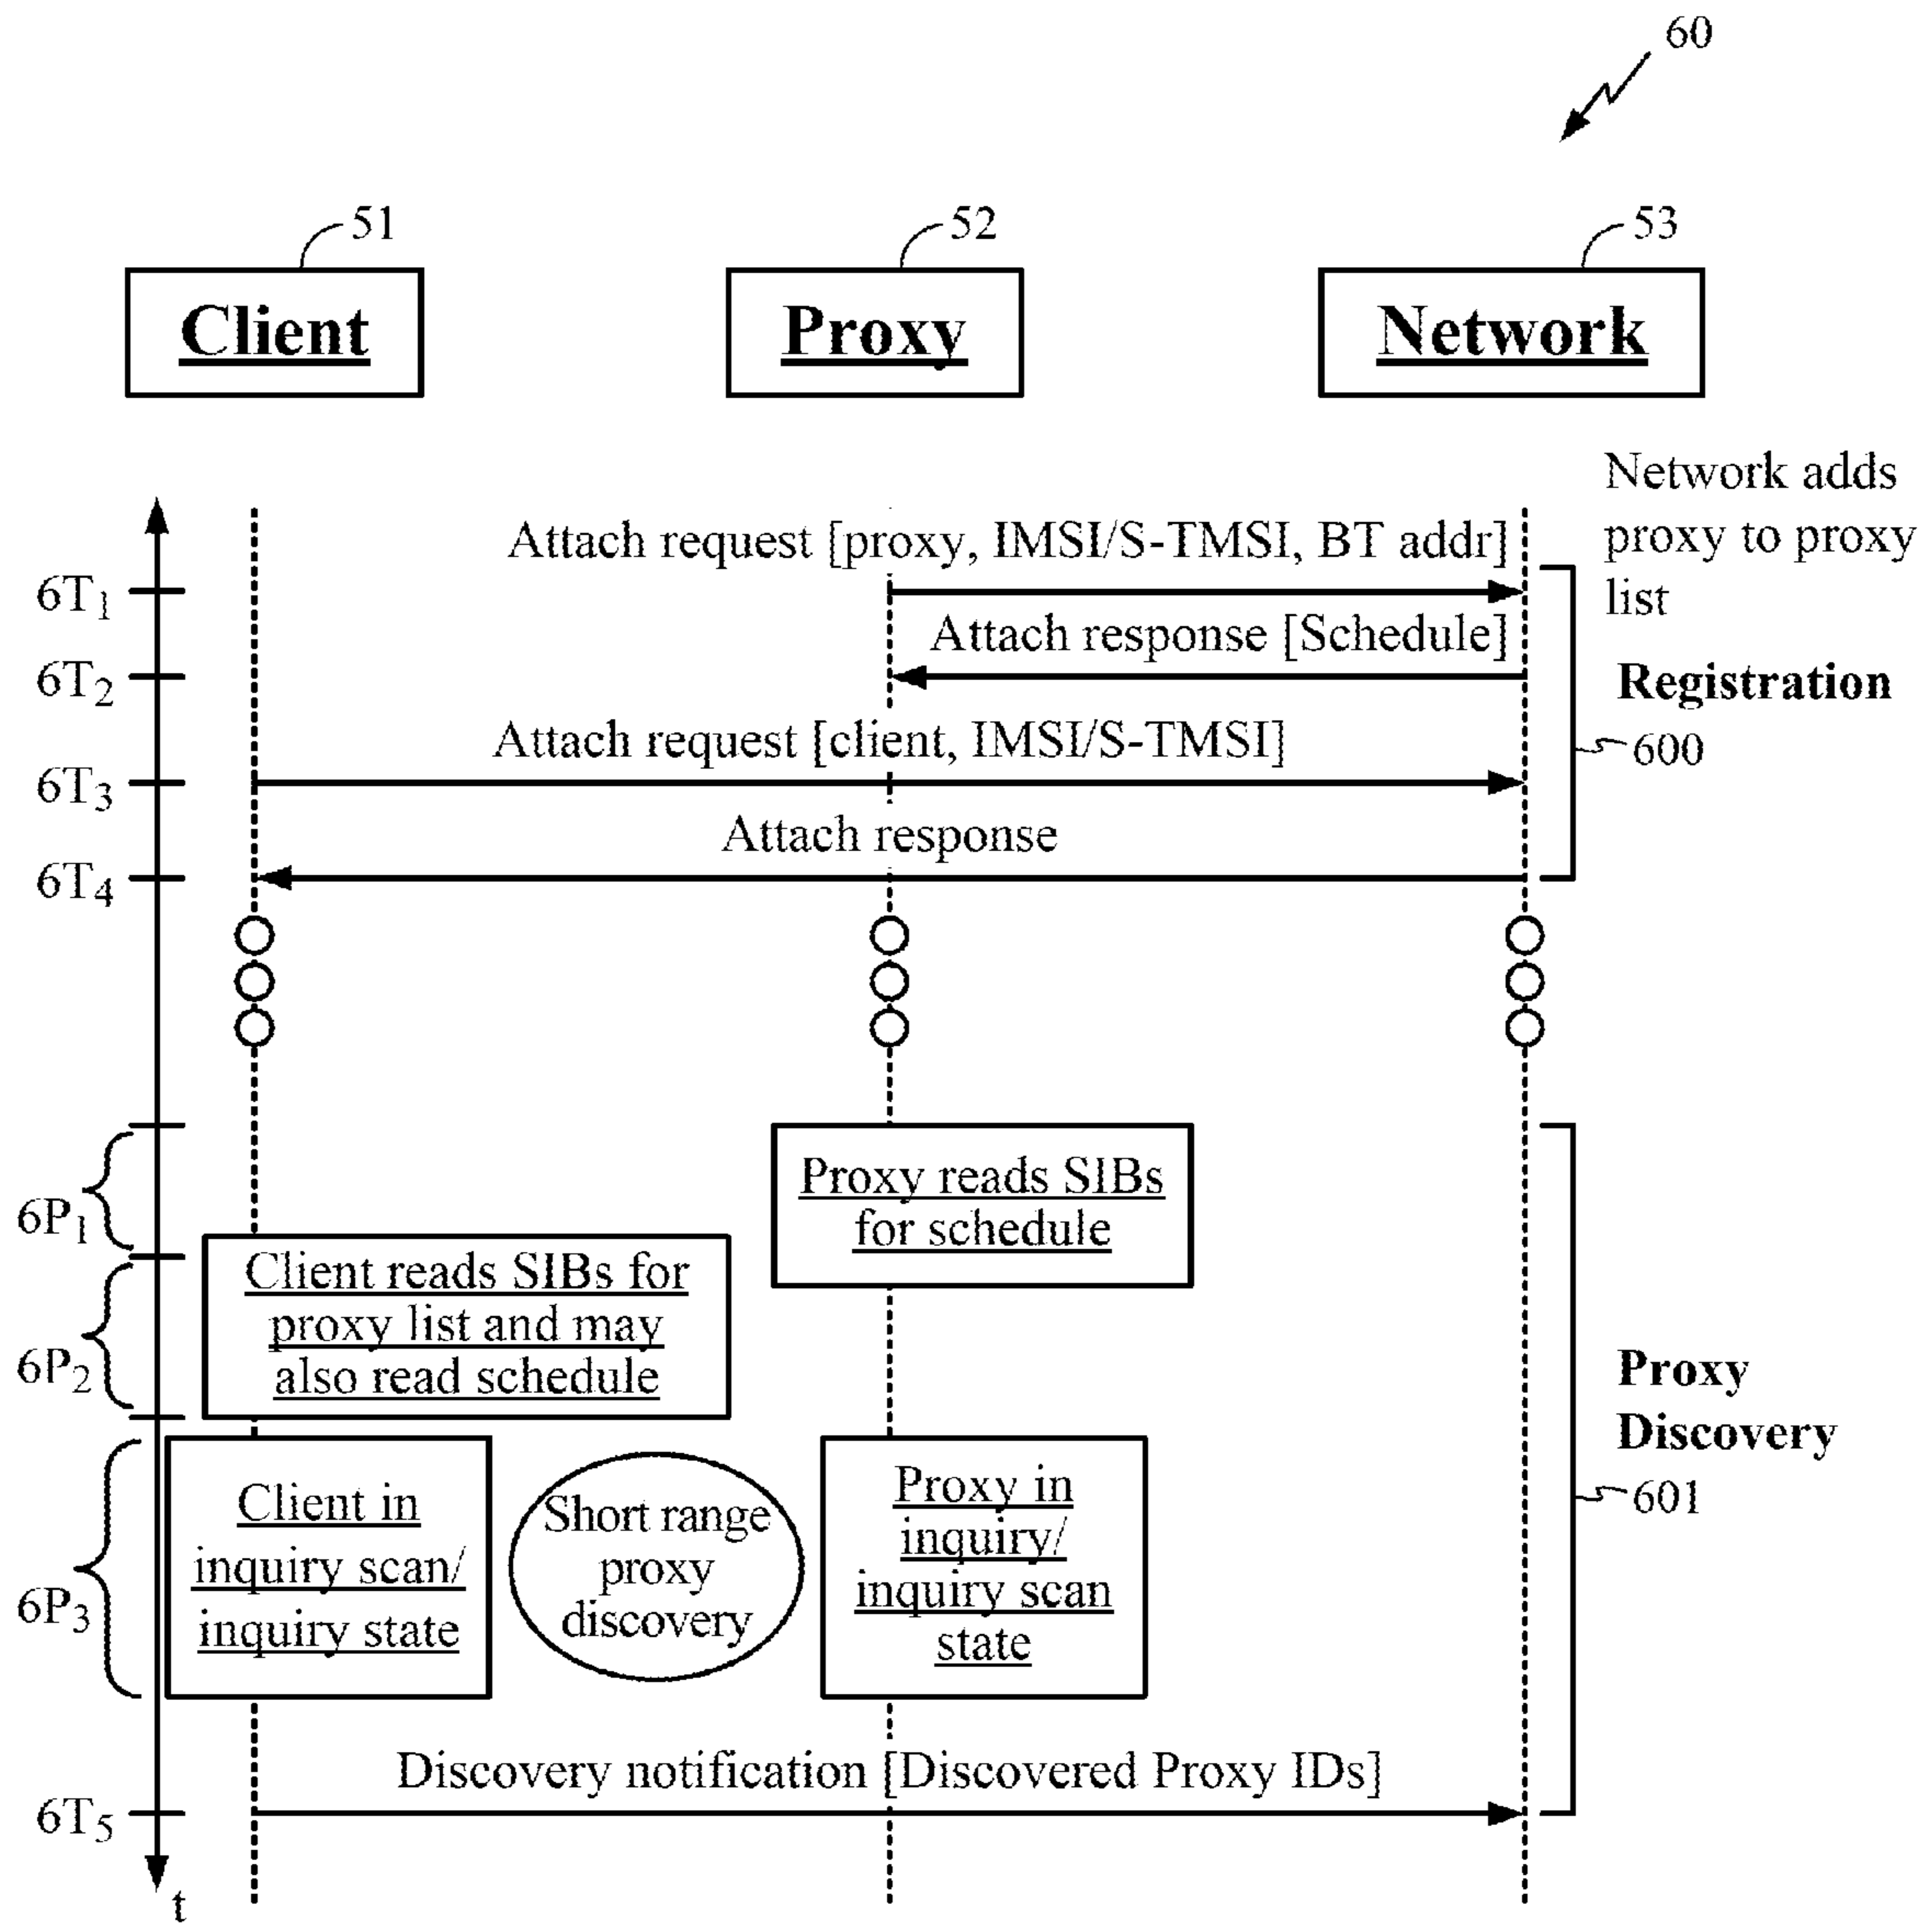 60
51
52
53
Client
Proxy
Network
Network adds
proxy to proxy
list
Attach request [proxy, IMSI/S-TMSI, BT addr]
6T1
Attach response [Schedule]
6T2
Registration
Attach request [client, IMSI/S-TMSI]
600
6T3
Attach response
6T4
Proxy reads SIBs
for schedule
6P1
Client reads SIBs for
proxy list and may
also read schedule
6P2
Proxy
Discovery
601
Client in
inquiry scan/
inquiry state
Short range
proxy
discovery
Proxy in
inquiry/
inquiry scan
state
6P3
Discovery notification [Discovered Proxy IDs]
6T5
t